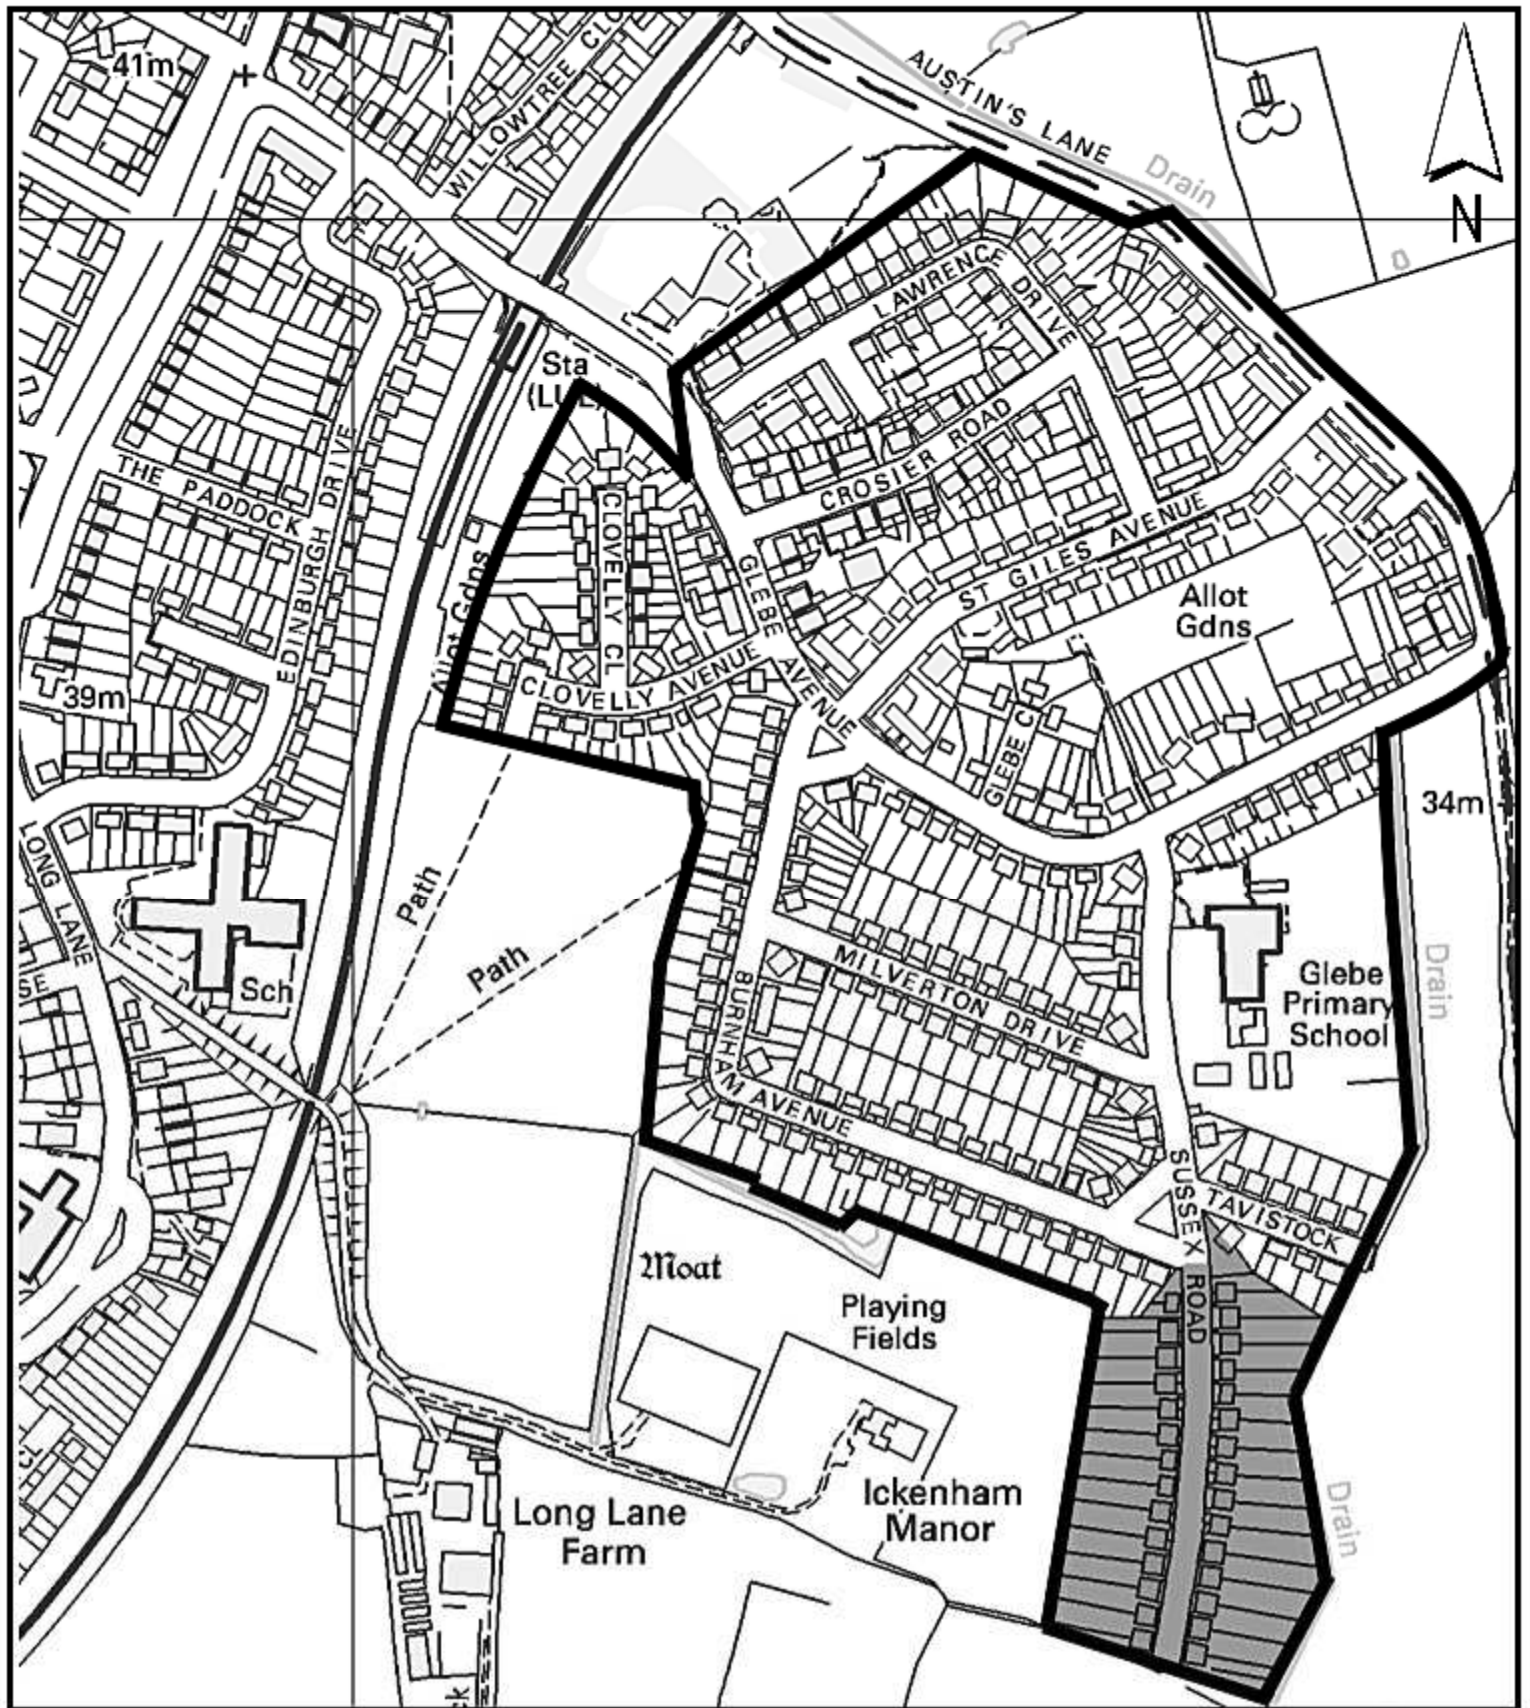 41m
WILLOWTREE CLO
AUSTIN'S LANE
Drain
N
LAWRENCE DRIVE
Sta
THE PADDOCK
EDINBURGH DRIVE
CLOVELLY CL
CROSIER ROAD
ST GILES AVENUE
Allot
Gdns
Allot Gdns
GLEBE AVENUE
CLOVELLY AVENUE
39m
GLEBE C
34m
LONG LANE
Path
Path
SE
Sch
BURNHAM AVENUE
MILVERTON DRIVE
Glebe
Primary
School
Drain
SUSSEX ROAD
TAVISTOCK
Moat
Playing
Fields
Ickenham
Manor
Long Lane
Farm
Drain